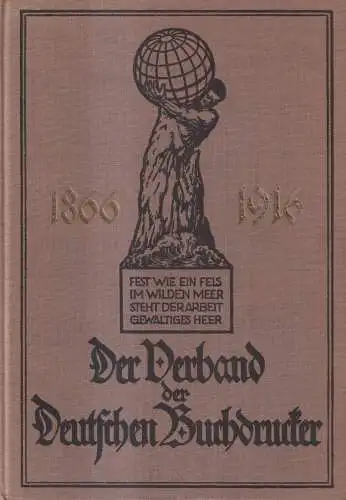 1866 1916
FEST WIE EIN FELS
IM WILDEN MEER
STEHT DER ARBEIT
GEWALTIGES HEER
Der Verband
der
Deutschen Buchdrucker